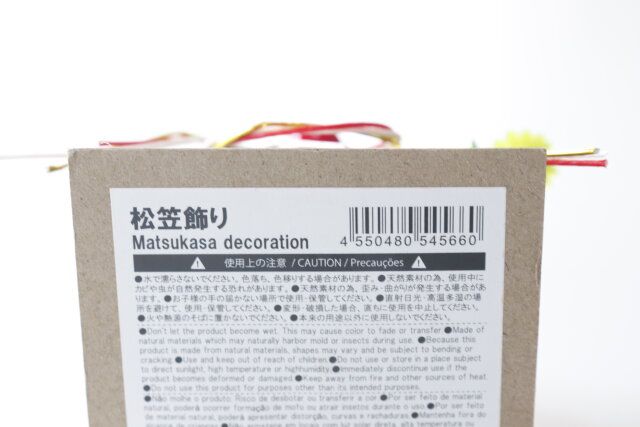 松笠飾り
Matsukasa decoration
4 550480 545660
使用上の注意 / CAUTION / Precauções
●水で濡らさないでください。色落ち、色移りする場合があります。●天然素材の為、使用中に
カビや虫が自然発生する恐れがあります。●天然素材の為、歪み・曲がりが発生する場合があ
ります。●お子様の手の届かない場所で使用・保管してください。●直射日光・高温多湿の場
所を避けて、使用・保管してください。●変形・破損した場合、直ちに使用を中止してください。
●火や熱源のそばに置かないでください。●本来の用途以外に使用しないでください。
●Don't let the product become wet. This may cause color to fade or transfer.●Made of
natural materials which may naturally harbor mold or insects during use. ●Because this
product is made from natural materials, shapes may vary and be subject to bending or
cracking.●Use and keep out of reach of children.●Do not use or store in a place subject
to direct sunlight, high temperature or highhumidity.●Immediately discontinue use if the
product becomes deformed or damaged.●Keep away from fire and other sources of heat.
●Do not use this product for purposes other than its intended purposes.
●Não molhe o produto. Risco de desbotar ou transferir a cor.●Por ser feito de material
natural, poderá ocorrer formação de mofo ou atrair insetos durante o uso. ●Por ser feito
de material natural, poderá apresentar distorção, curvas e rachaduras. ●Mantenha fora do